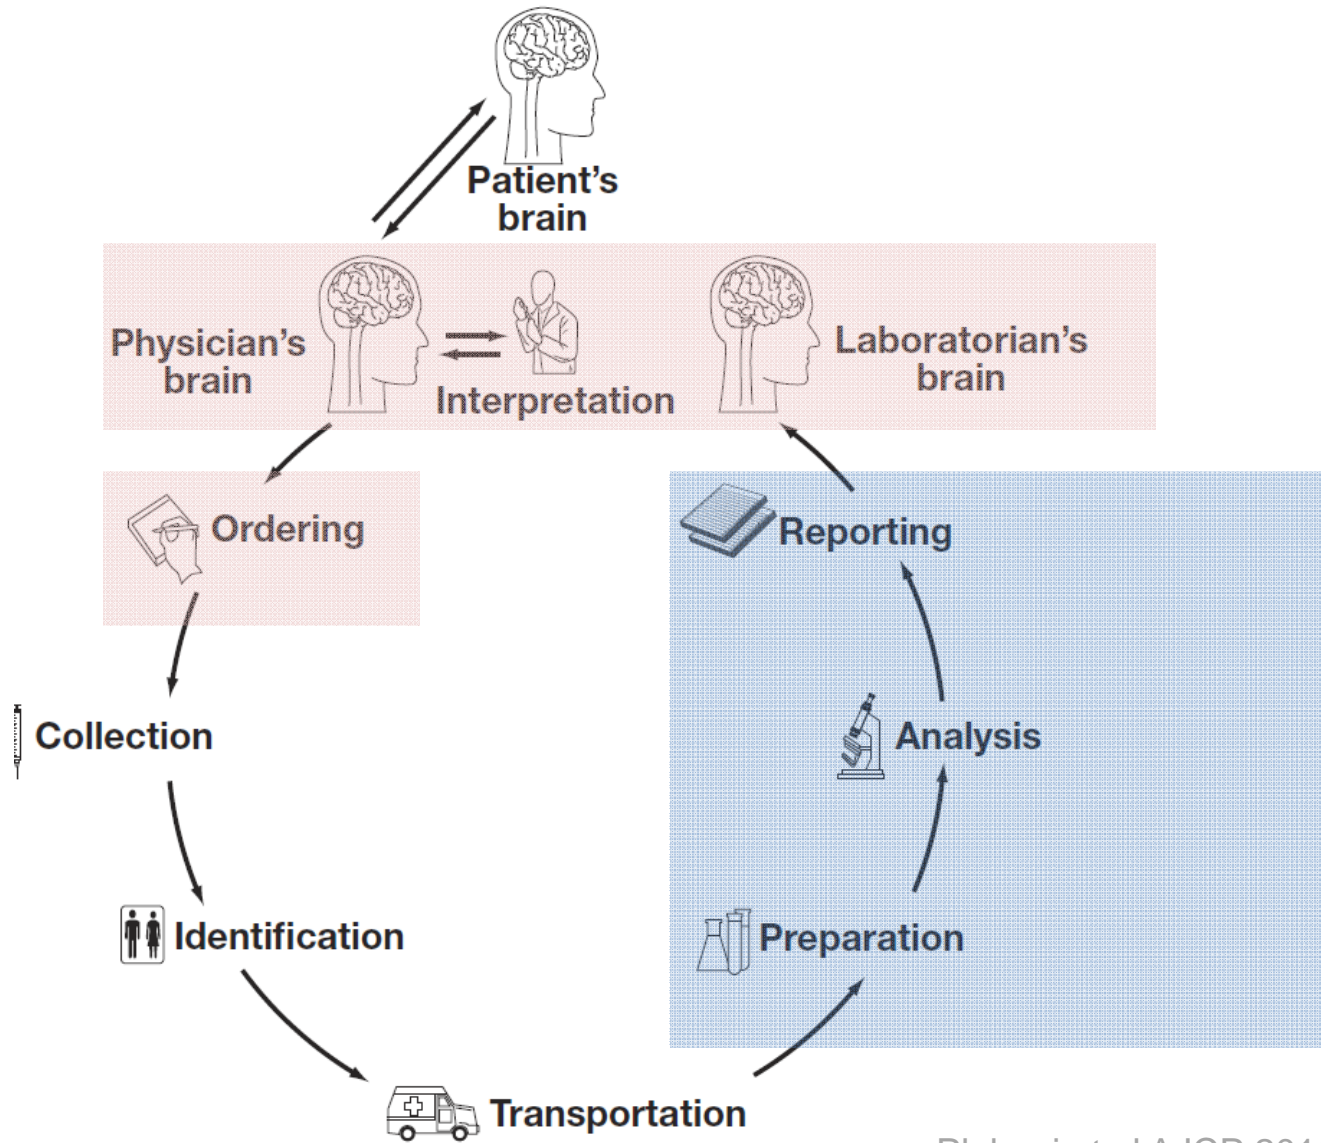 Patient's
brain
Physician's
brain
Interpretation
Laboratorian's
brain
Ordering
Reporting
Collection
Analysis
Identification
Preparation
Transportation